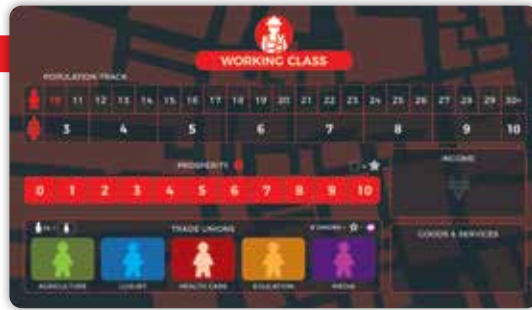 WORKING CLASS
POPULATION TRACK
10 11 12 13 14 15 16 17 18 19 20 21 22 23 24 25 26 27 28 29 30+
3 4 5 6 7 8 9 10
PROSPERITY
INCOME
0 1 2 3 4 5 6 7 8 9 10
TRADE UNIONS
GOODS & SERVICES
AGRICULTURE LUXURY HEALTH CARE EDUCATION MEDIA